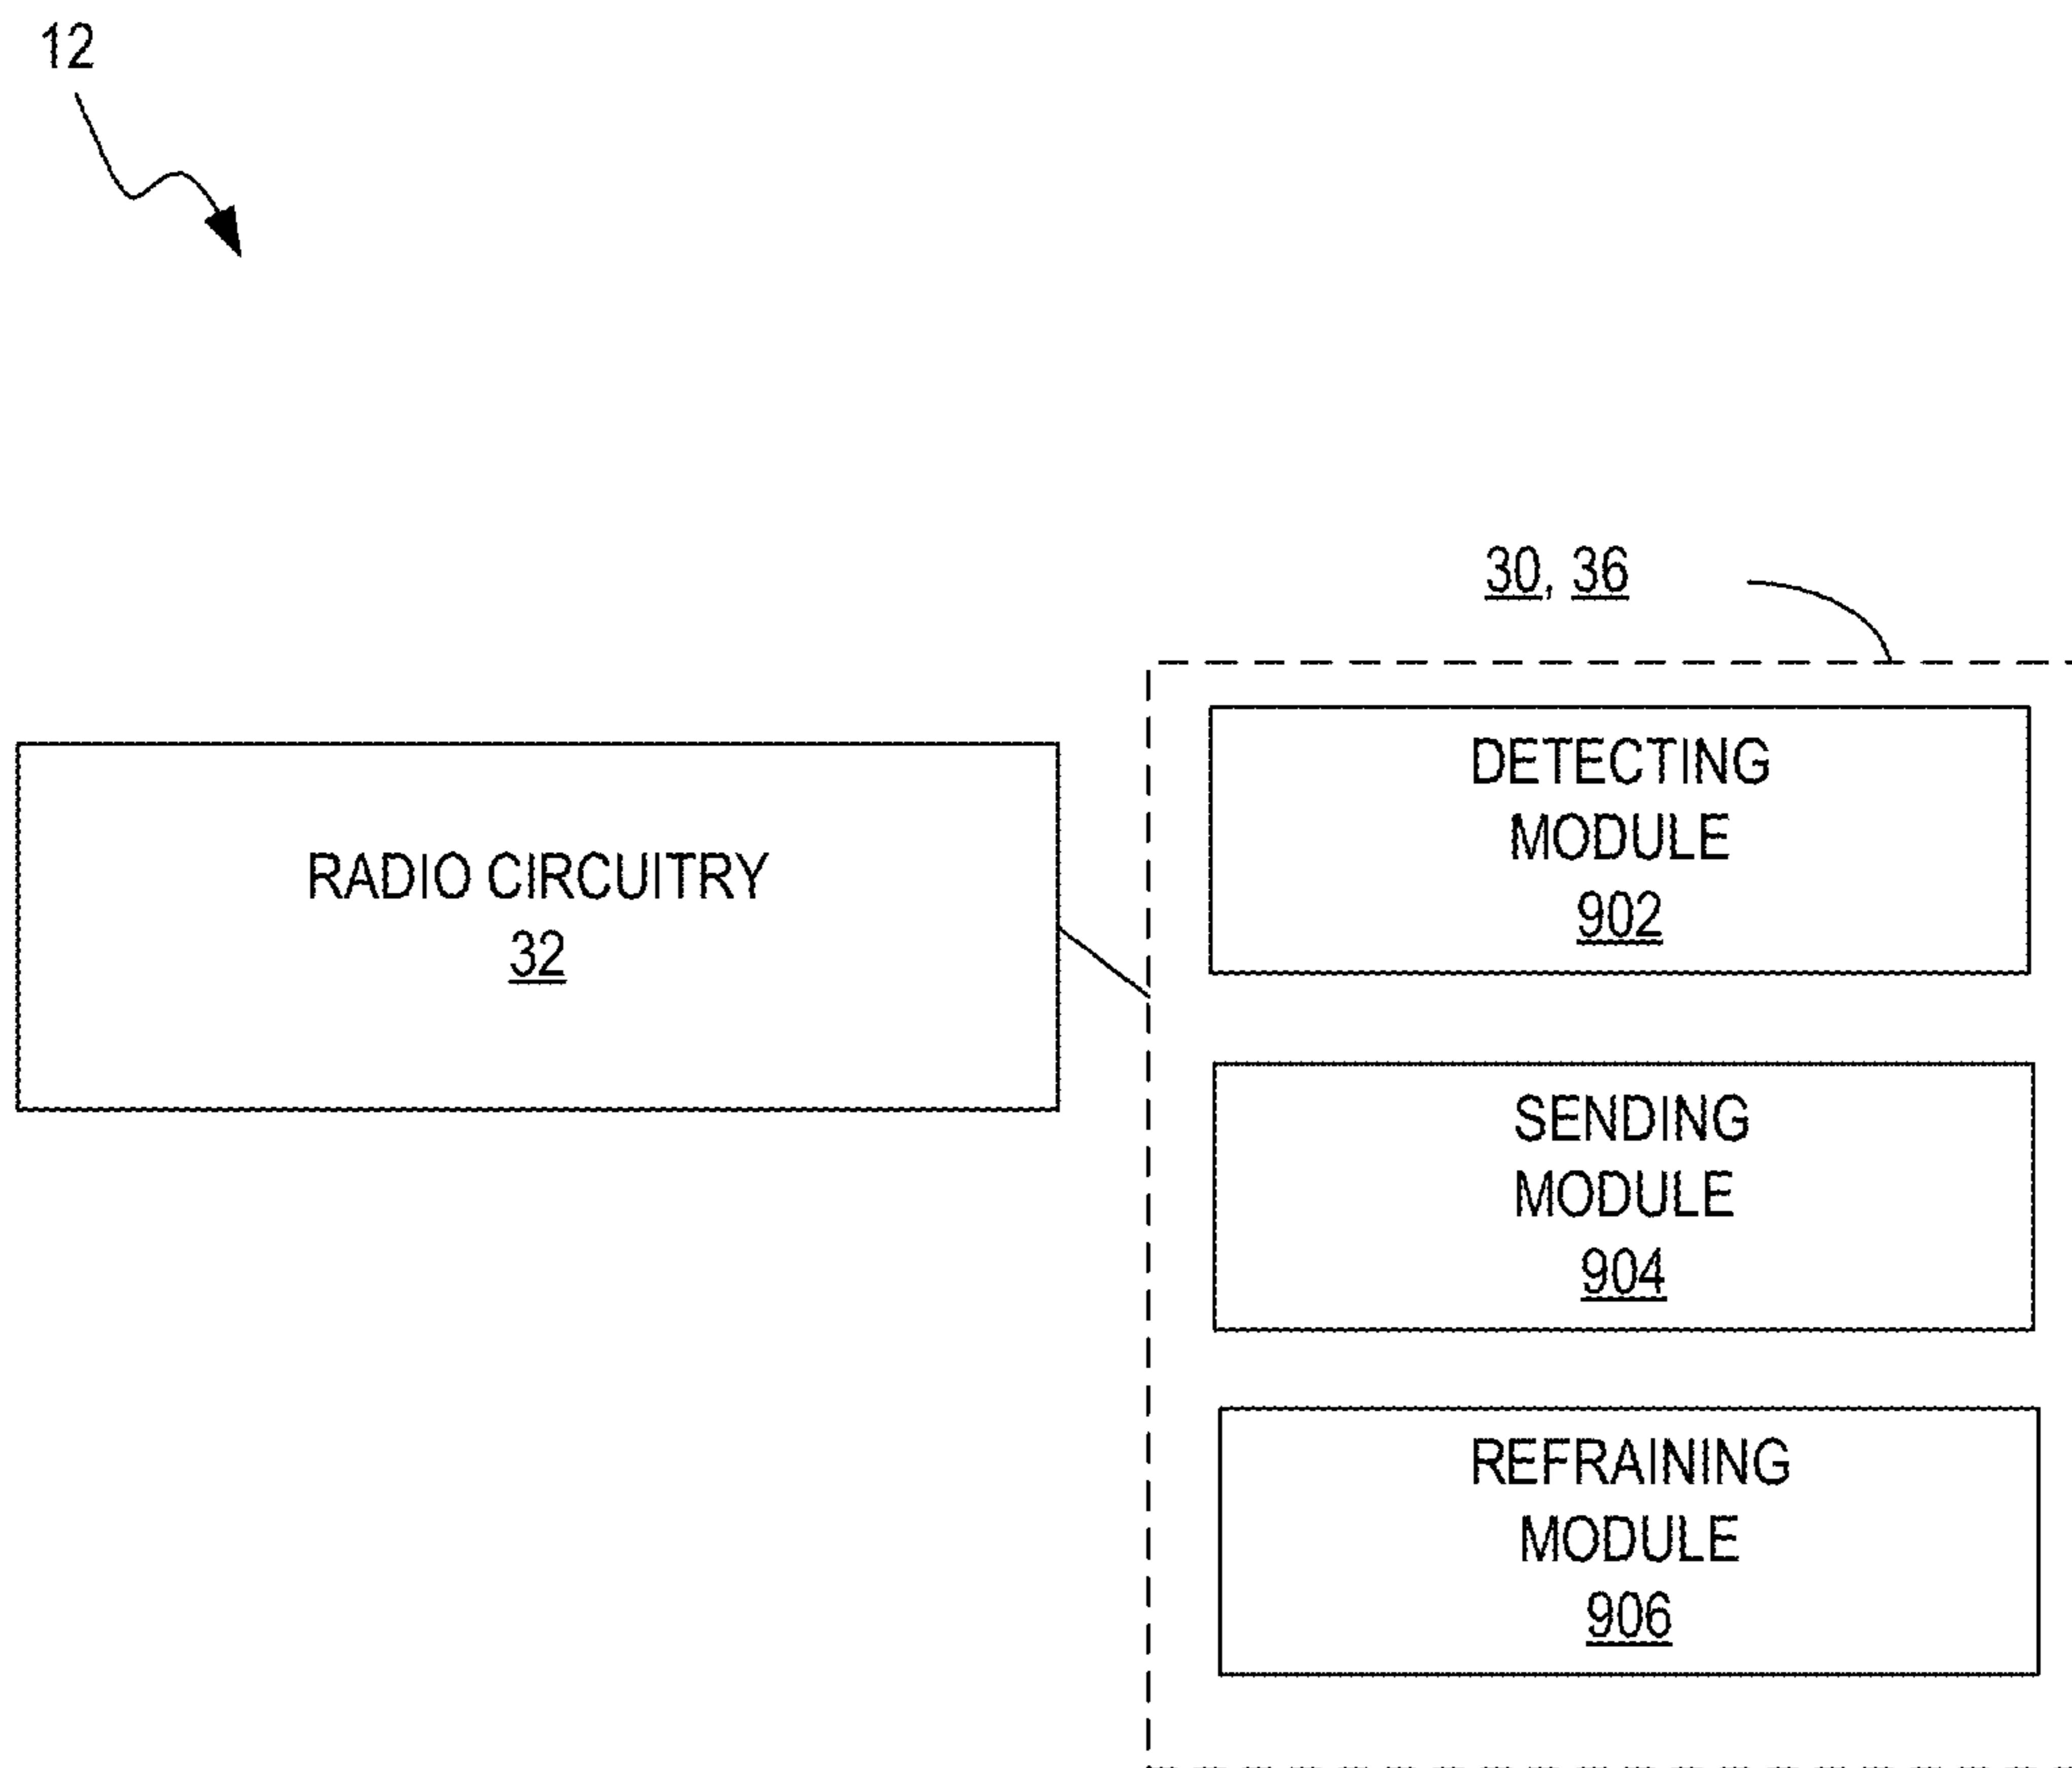 12
30, 36
RADIO CIRCUITRY
32
DETECTING
MODULE
902
SENDING
MODULE
904
REFRAINING
MODULE
906